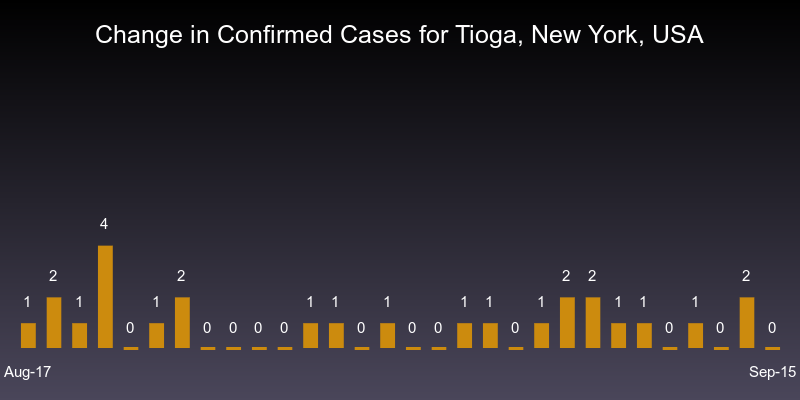 Change in Confirmed Cases for Tioga, New York, USA
4
2 2 2 2 2
1 1 1 1 1 1 1 1 1 1 1 1
0 0 0 0 0 0 0 0 0 0 0 0
Aug-17 Sep-15